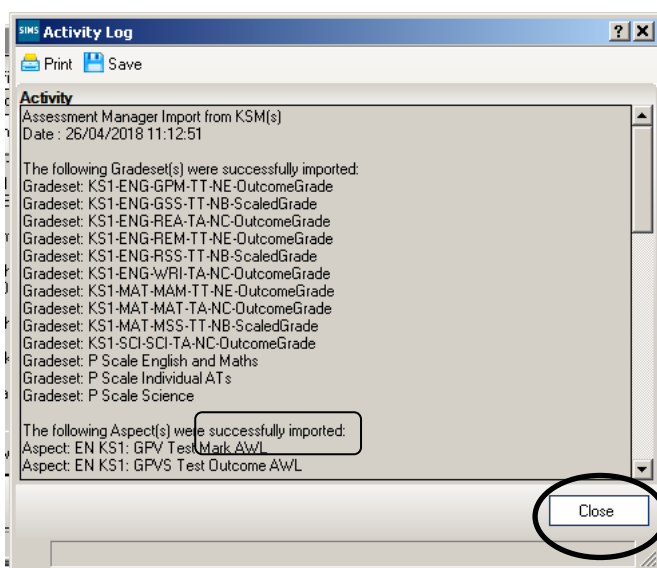 SIMS Activity Log
Print Save
Activity
Assessment Manager Import from KSM(s)
Date : 26/04/2018 11:12:51
The following Gradeset(s) were successfully imported:
Gradeset: KS1-ENG-GPM-TT-NE-OutcomeGrade
Gradeset: KS1-ENG-GSS-TT-NB-ScaledGrade
Gradeset: KS1-ENG-REA-TA-NC-OutcomeGrade
Gradeset: KS1-ENG-REM-TT-NE-OutcomeGrade
Gradeset: KS1-ENG-RSS-TT-NB-ScaledGrade
Gradeset: KS1-ENG-WRI-TA-NC-OutcomeGrade
Gradeset: KS1-MAT-MAM-TT-NE-OutcomeGrade
Gradeset: KS1-MAT-MAT-TA-NC-OutcomeGrade
Gradeset: KS1-MAT-MSS-TT-NB-ScaledGrade
Gradeset: KS1-SCI-SCI-TA-NC-OutcomeGrade
Gradeset: P Scale English and Maths
Gradeset: P Scale Individual ATs
Gradeset: P Scale Science
The following Aspect(s) were successfully imported:
Aspect: EN KS1: GPV Test Mark AWL
Aspect: EN KS1: GPVS Test Outcome AWL
Close